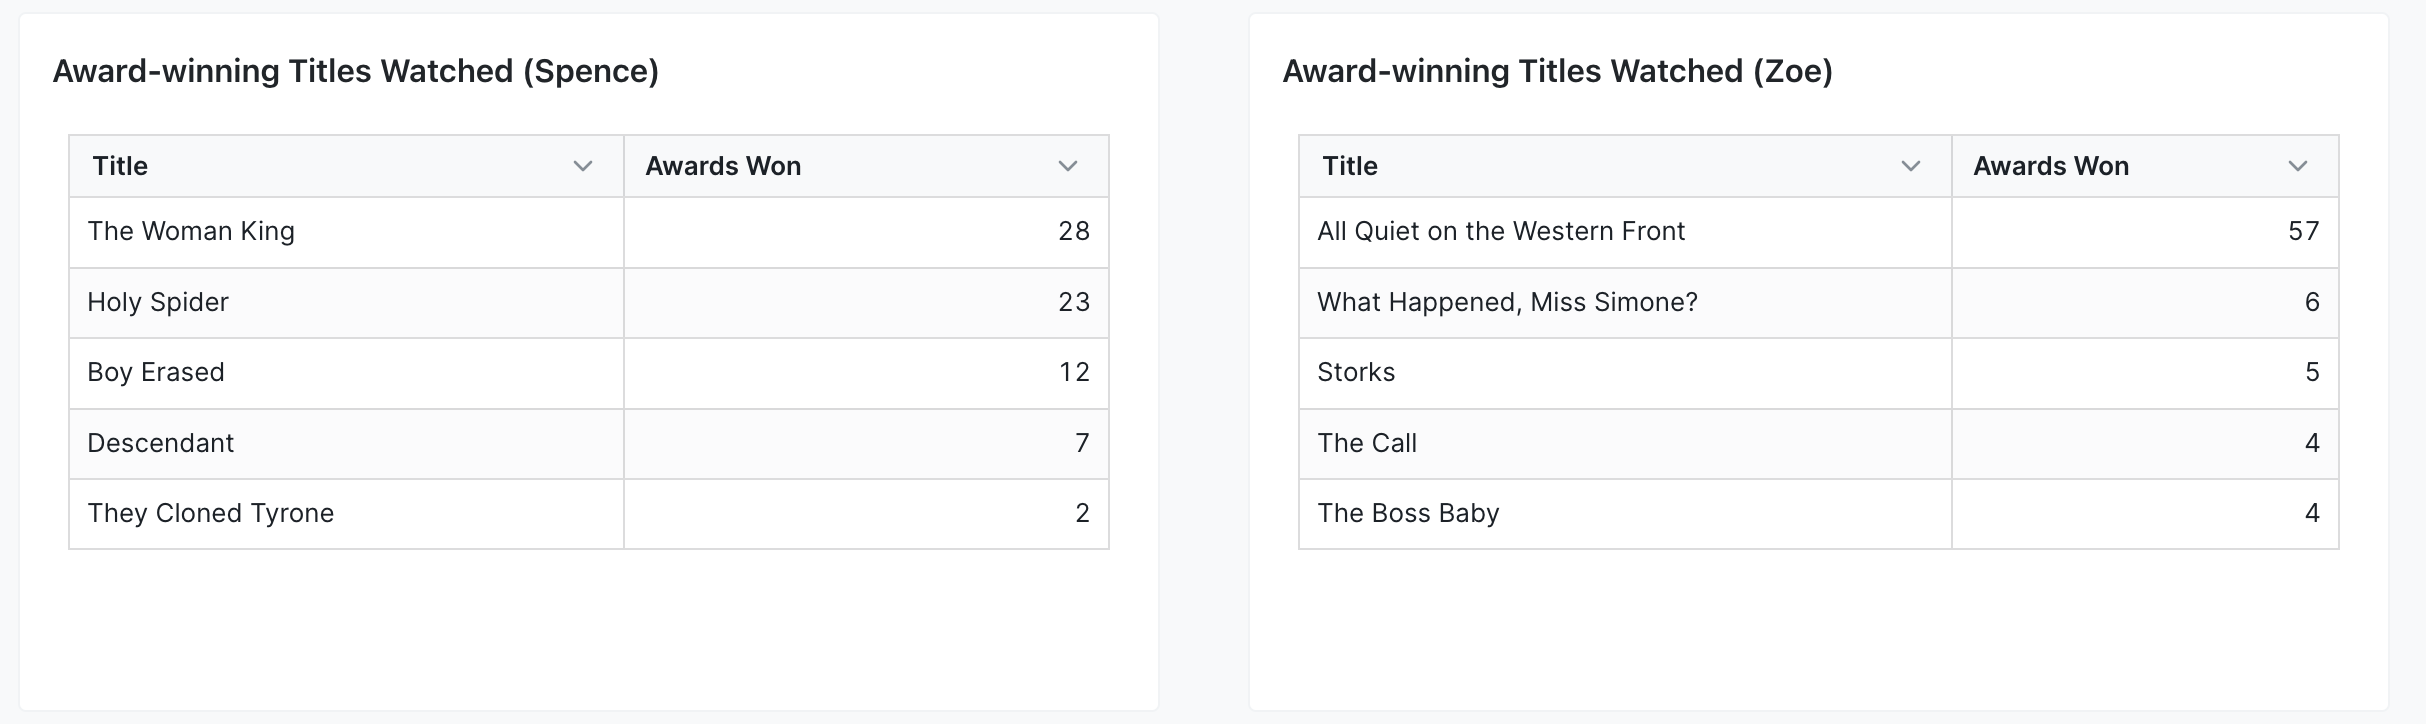 Award-winning Titles Watched (Spence)
Title Awards Won
The Woman King 28
Holy Spider 23
Boy Erased 12
Descendant 7
They Cloned Tyrone 2
Award-winning Titles Watched (Zoe)
Title Awards Won
All Quiet on the Western Front 57
What Happened, Miss Simone? 6
Storks 5
The Call 4
The Boss Baby 4